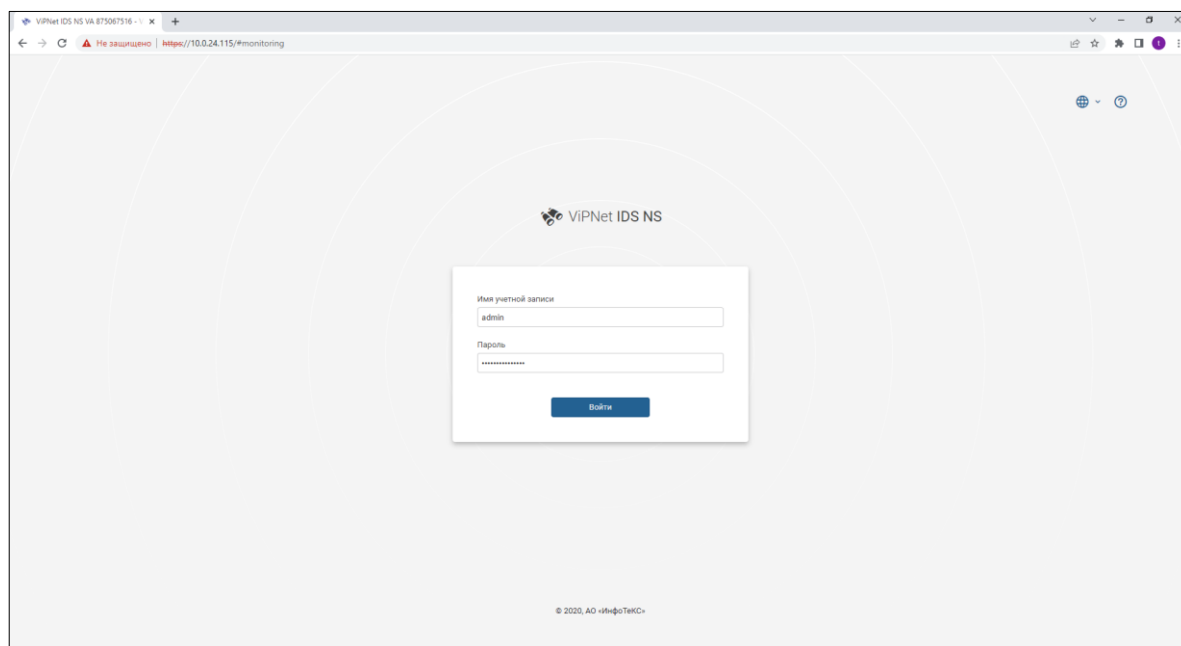 ViPNet IDS NS VA 875067516 - V
Не защищено | https://10.0.24.115/#monitoring
ViPNet IDS NS
Имя учетной записи
admin
Пароль
Войти
© 2020, АО «ИнфоТеКС»